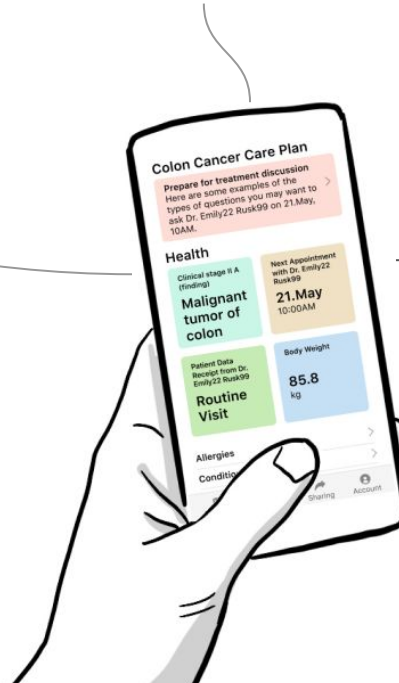 Colon Cancer Care Plan
Prepare for treatment discussion
Here are some examples of the
types of questions you may want to
ask Dr. Emily22 Rusk99 on 21.May,
10AM.
Health
Clinical stage II A
(finding)
Malignant
tumor of
colon
Next Appointment
with Dr. Emily22
Rusk99
21.May
10:00AM
Patient Data
Receipt from Dr.
Emily22 Rusk99
Routine
Visit
Body Weight
85.8
kg
Allergies
Sharing
Account